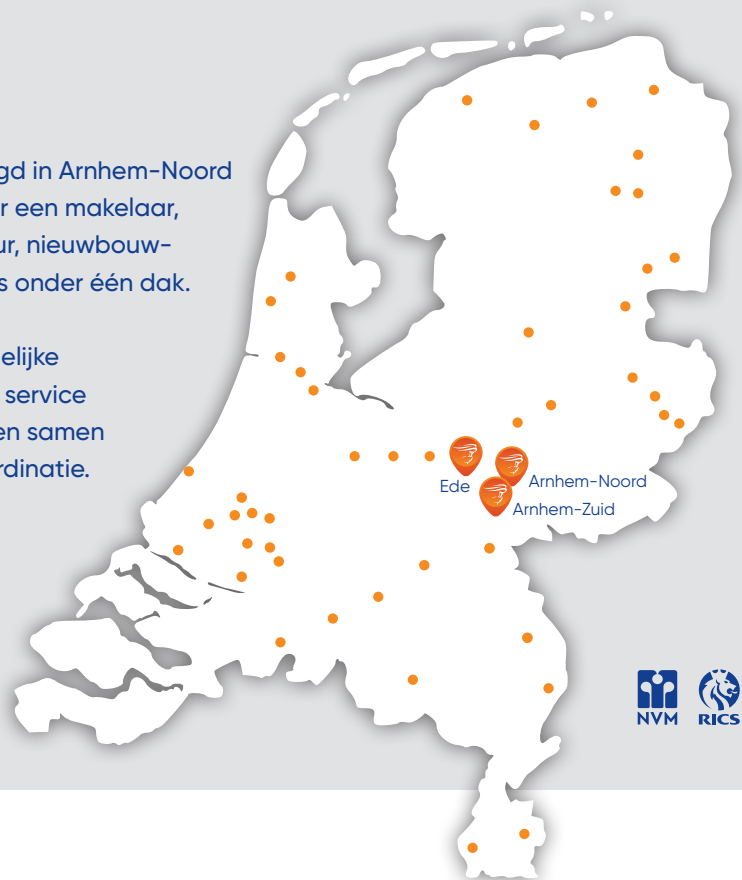 gd in Arnhem-Noord
r een makelaar,
ur, nieuwbouw-
s onder één dak.
elijke
service
en samen
rdinatie.
Ede
Arnhem-Noord
Arnhem-Zuid
NVM
RICS